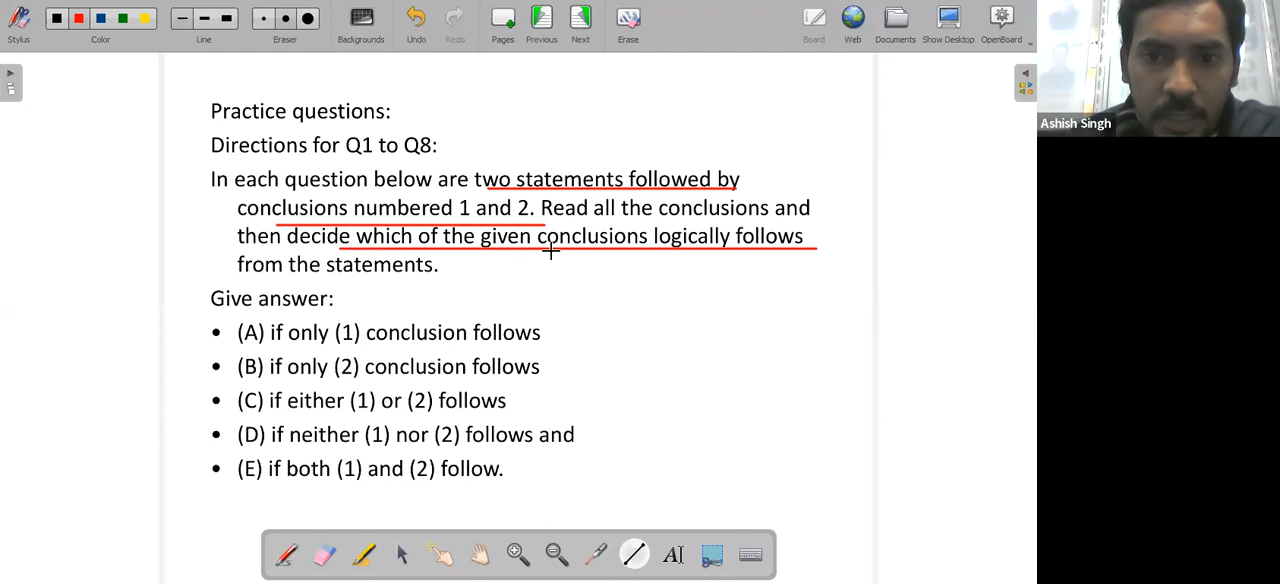 Stylus
Color
Line
Eraser
Backgrounds
Undo
Redo
Pages
Previous
Next
Erase
Board
Web
Documents
Show Desktop
OpenBoard
Ashish Singh
Practice questions:
Directions for Q1 to Q8:
In each question below are two statements followed by
conclusions numbered 1 and 2. Read all the conclusions and
then decide which of the given conclusions logically follows
from the statements.
Give answer:
• (A) if only (1) conclusion follows
• (B) if only (2) conclusion follows
• (C) if either (1) or (2) follows
• (D) if neither (1) nor (2) follows and
• (E) if both (1) and (2) follow.
AI